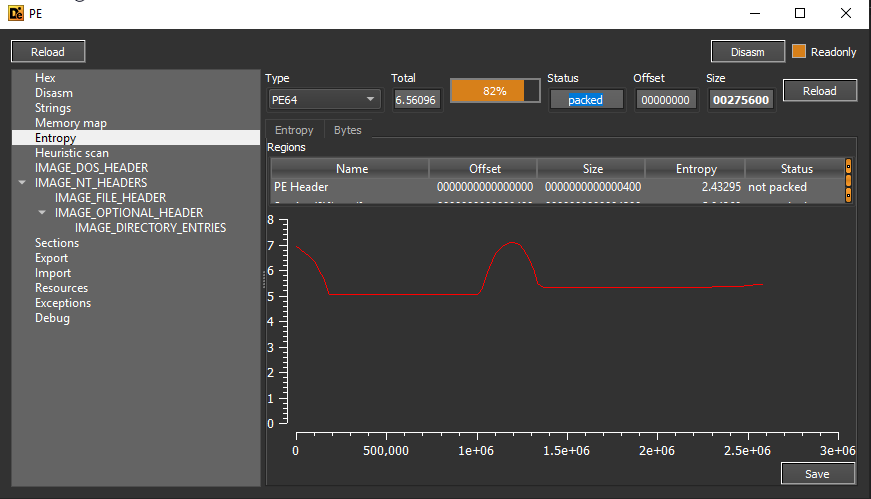 PE
Reload
Disasm
Readonly
Hex
Disasm
Strings
Memory map
Entropy
Heuristic scan
IMAGE_DOS_HEADER
IMAGE_NT_HEADERS
IMAGE_FILE_HEADER
IMAGE_OPTIONAL_HEADER
IMAGE_DIRECTORY_ENTRIES
Sections
Export
Import
Resources
Exceptions
Debug
Type Total Status Offset Size
PE64 6.56096 82% packed 00000000 00275600 Reload
Entropy Bytes
Regions
Name Offset Size Entropy Status
PE Header 0000000000000000 0000000000000400 2.43295 not packed
8
7
6
5
4
3
2
1
0
0 500,000 1e+06 1.5e+06 2e+06 2.5e+06 3e+06
Save